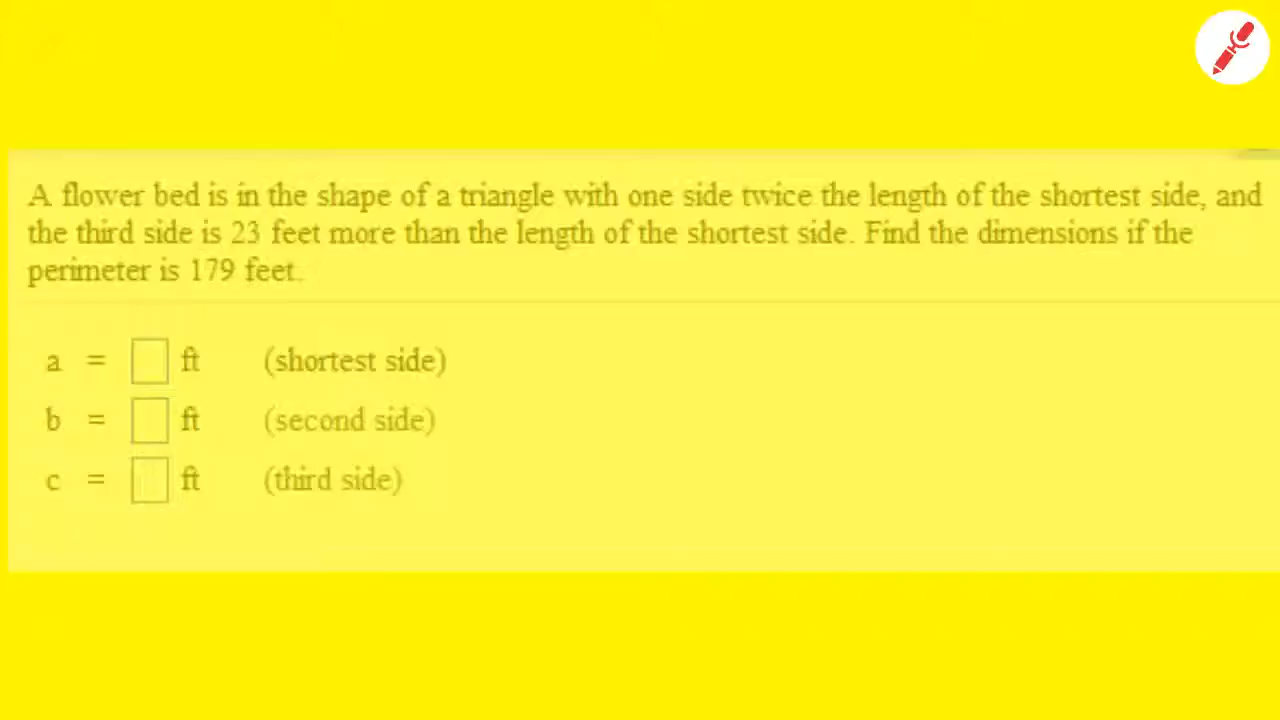 A flower bed is in the shape of a triangle with one side twice the length of the shortest side, and
the third side is 23 feet more than the length of the shortest side. Find the dimensions if the
perimeter is 179 feet.
a = ft (shortest side)
b = ft (second side)
c = ft (third side)